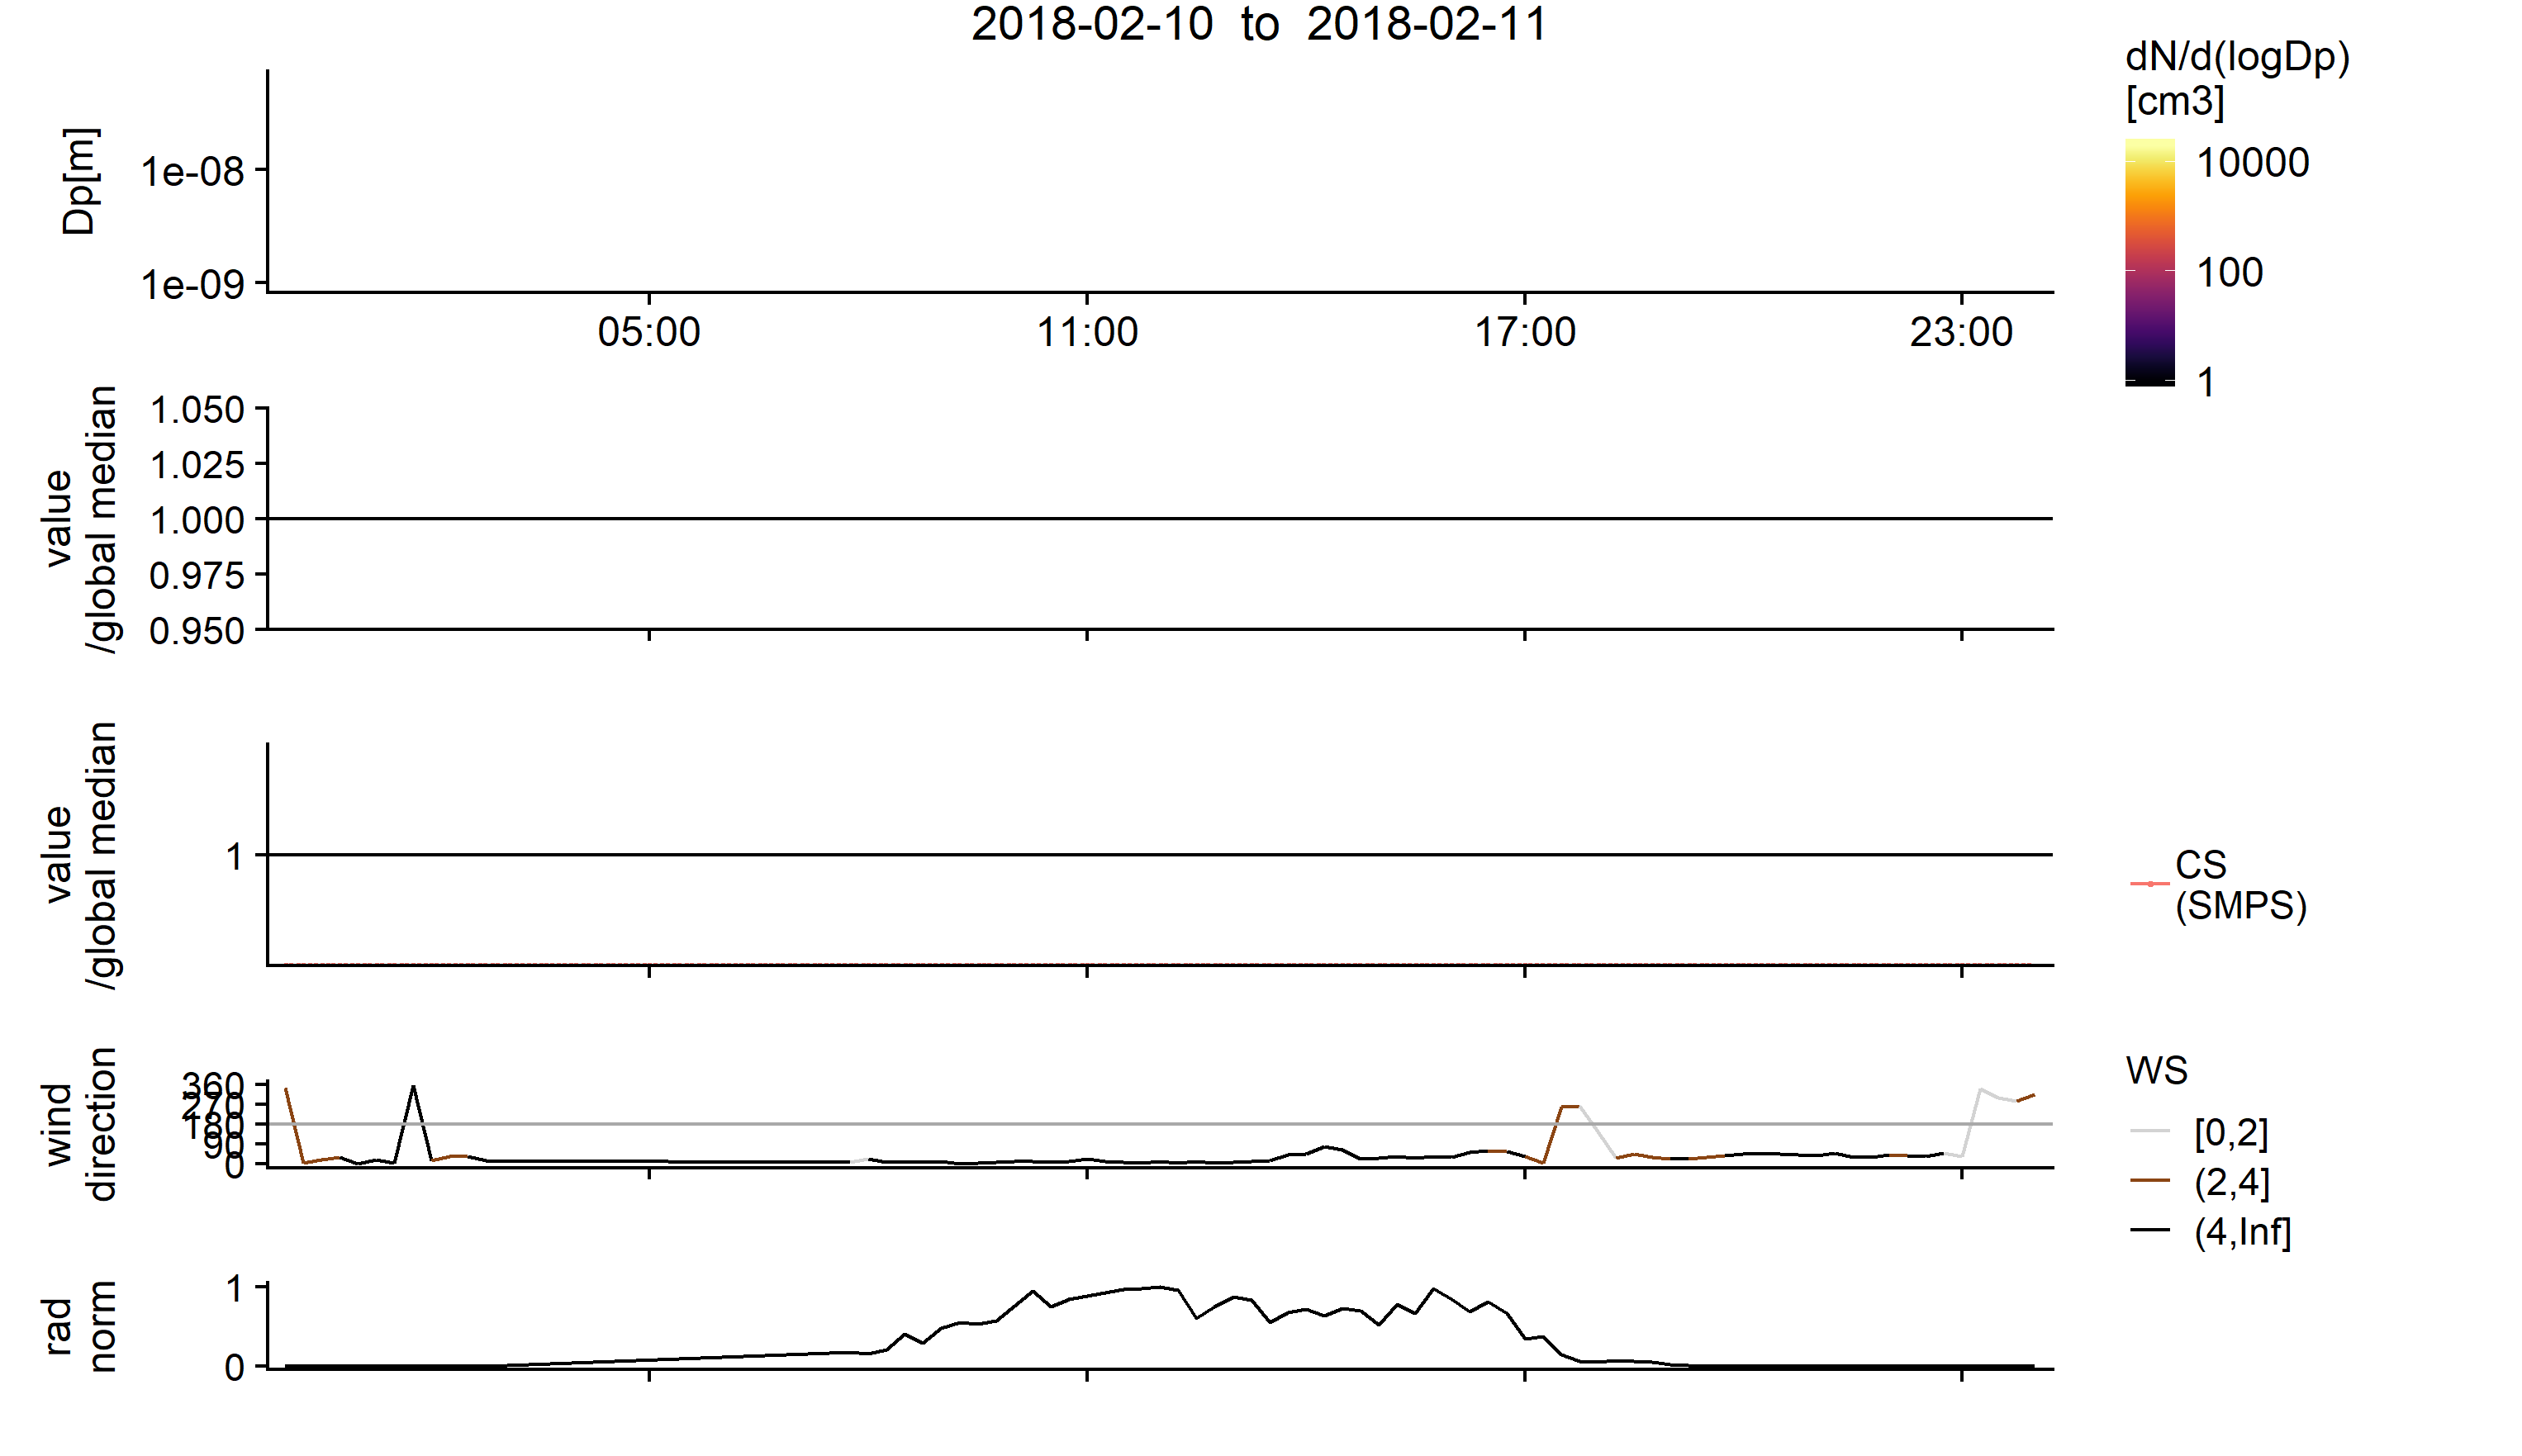 2018-02-10 to 2018-02-11
Dp[m]
1e-08
1e-09
05:00
11:00
17:00
23:00
dN/d(logDp)
[cm3]
10000
100
1
value
/global median
1.050
1.025
1.000
0.975
0.950
value
/global median
1
CS
(SMPS)
wind
direction
360
270
180
90
0
WS
[0,2]
(2,4]
(4,Inf]
rad
norm
1
0